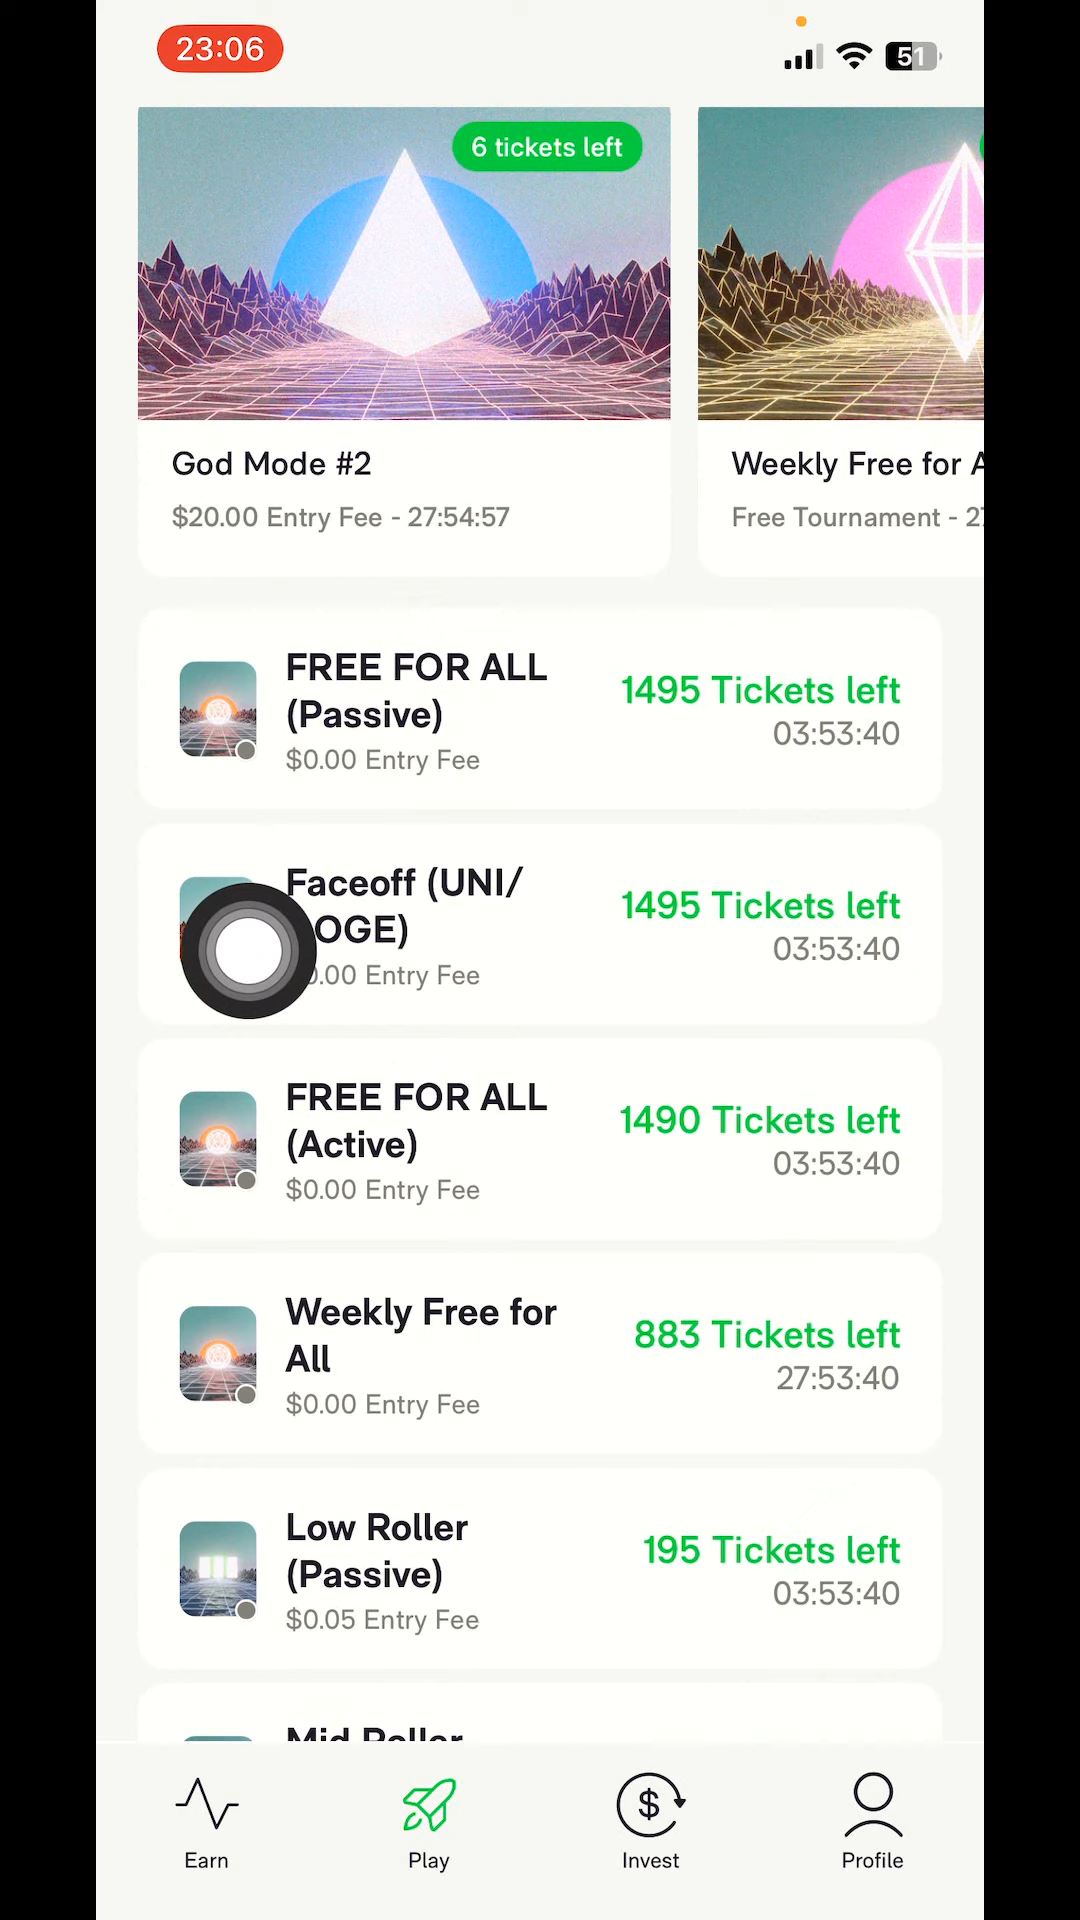 23:06
51
6 tickets left
God Mode #2
$20.00 Entry Fee - 27:54:57
Weekly Free for
Free Tournament -
FREE FOR ALL
(Passive)
$0.00 Entry Fee
1495 Tickets left
03:53:40
Faceoff (UNI/
OGE)
.00 Entry Fee
1495 Tickets left
03:53:40
FREE FOR ALL
(Active)
$0.00 Entry Fee
1490 Tickets left
03:53:40
Weekly Free for
All
$0.00 Entry Fee
883 Tickets left
27:53:40
Low Roller
(Passive)
$0.05 Entry Fee
195 Tickets left
03:53:40
Mid Roller
$
Earn
Play
Invest
Profile